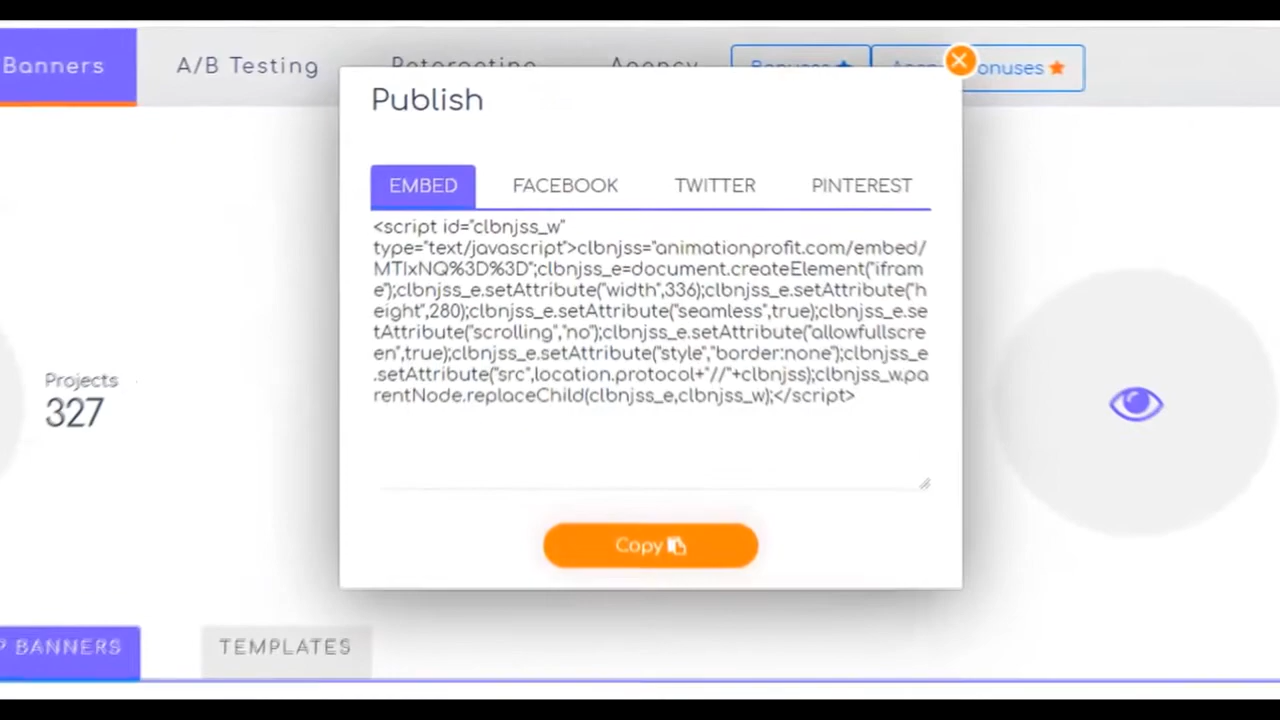 Banners
A/B Testing
Retargeting
Agency
Bonuses
onuses
Publish
EMBED
FACEBOOK
TWITTER
PINTEREST
<script id="clbnjss_w"
type="text/javascript">clbnjss="animationprofit.com/embed/
MTIxNQ%3D%3D";clbnjss_e=document.createElement("ifram
e");clbnjss_e.setAttribute("width",336);clbnjss_e.setAttribute("h
eight",280);clbnjss_e.setAttribute("seamless",true);clbnjss_e.se
tAttribute("scrolling","no");clbnjss_e.setAttribute("allowfullscre
en",true);clbnjss_e.setAttribute("style","border:none");clbnjss_e
.setAttribute("src",location.protocol+"//"+clbnjss);clbnjss_w.pa
rentNode.replaceChild(clbnjss_e,clbnjss_w);</script>
Projects
327
Copy
P BANNERS
TEMPLATES